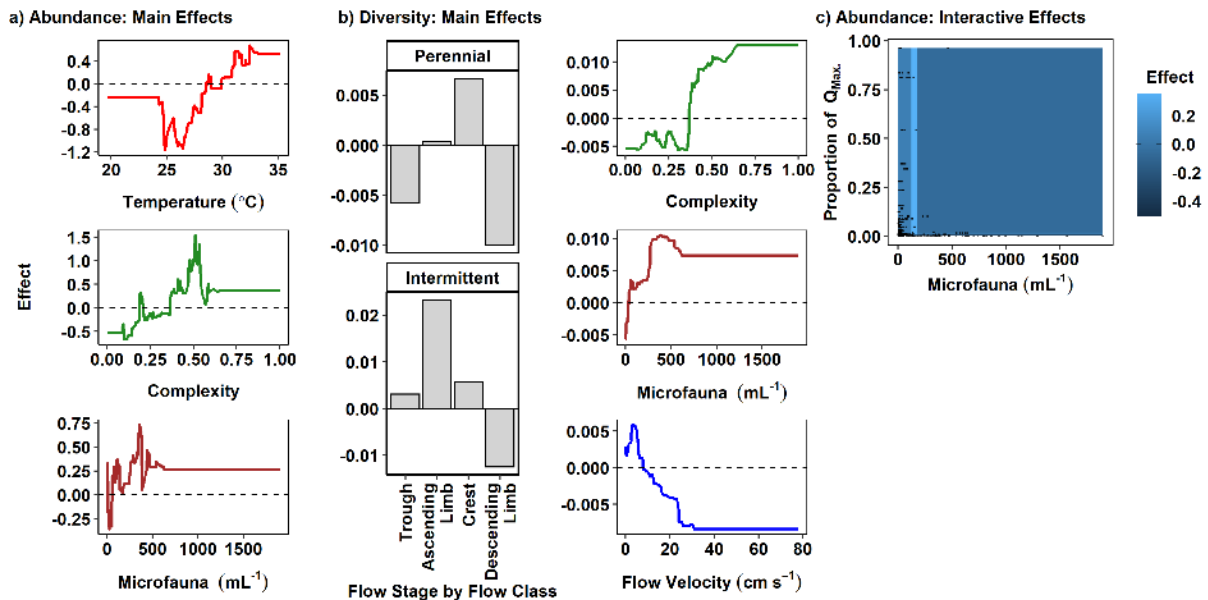 a) Abundance: Main Effects
b) Diversity: Main Effects
c) Abundance: Interactive Effects
Effect
0.4
0.0
-0.4
-0.8
-1.2
20 25 30 35
Temperature (°C)
1.5
1.0
0.5
0.0
-0.5
0.00 0.25 0.50 0.75 1.00
Complexity
0.75
0.50
0.25
0.00
-0.25
0 500 1000 1500
Microfauna (mL⁻¹)
Perennial
0.005
0.000
-0.005
-0.010
Intermittent
0.02
0.01
0.00
-0.01
Trough
Ascending
Limb
Crest
Descending
Limb
Flow Stage by Flow Class
0.010
0.005
0.000
-0.005
0.00 0.25 0.50 0.75 1.00
Complexity
0.010
0.005
0.000
-0.005
0 500 1000 1500
Microfauna (mL⁻¹)
0.005
0.000
-0.005
0 20 40 60 80
Flow Velocity (cm s⁻¹)
Proportion of Q Max.
1.00
0.75
0.50
0.25
0.00
0 500 1000 1500
Microfauna (mL⁻¹)
Effect
0.2
0.0
-0.2
-0.4